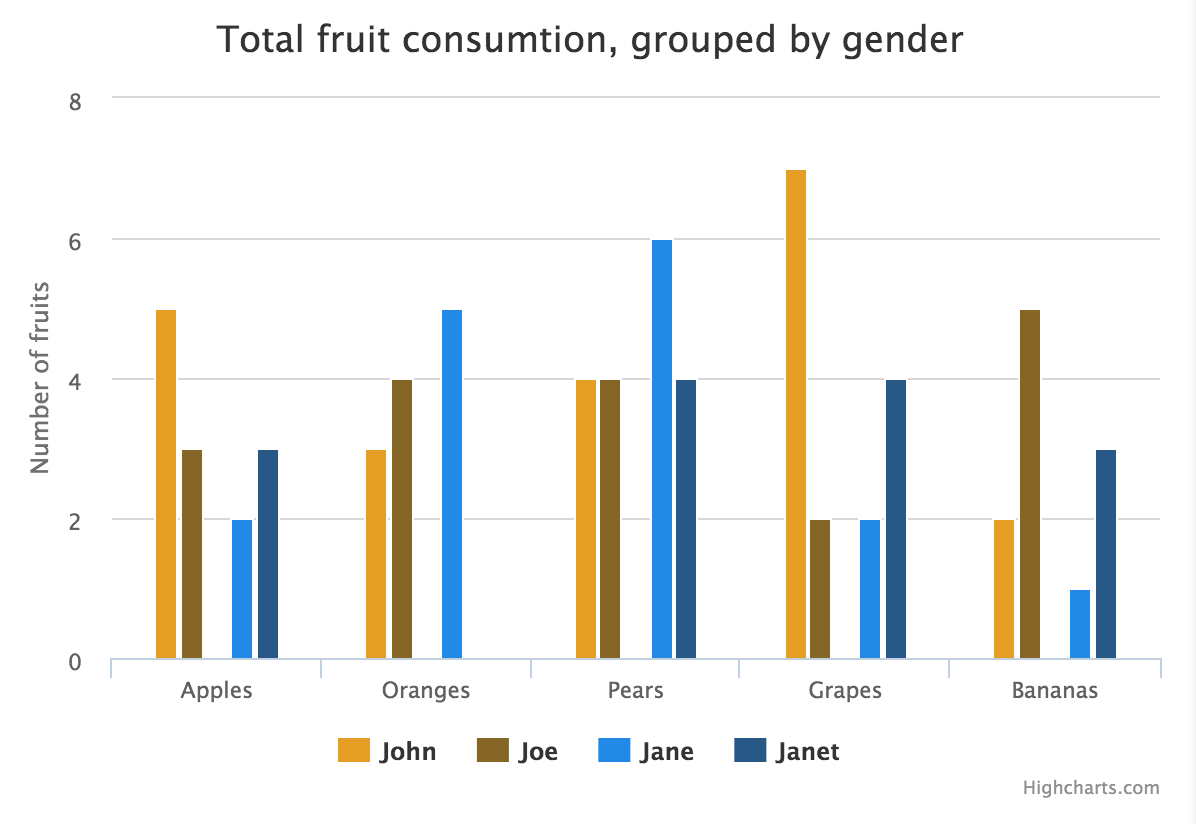 Total fruit consumtion, grouped by gender
Number of fruits
8
6
4
2
0
Apples Oranges Pears Grapes Bananas
John Joe Jane Janet
Highcharts.com